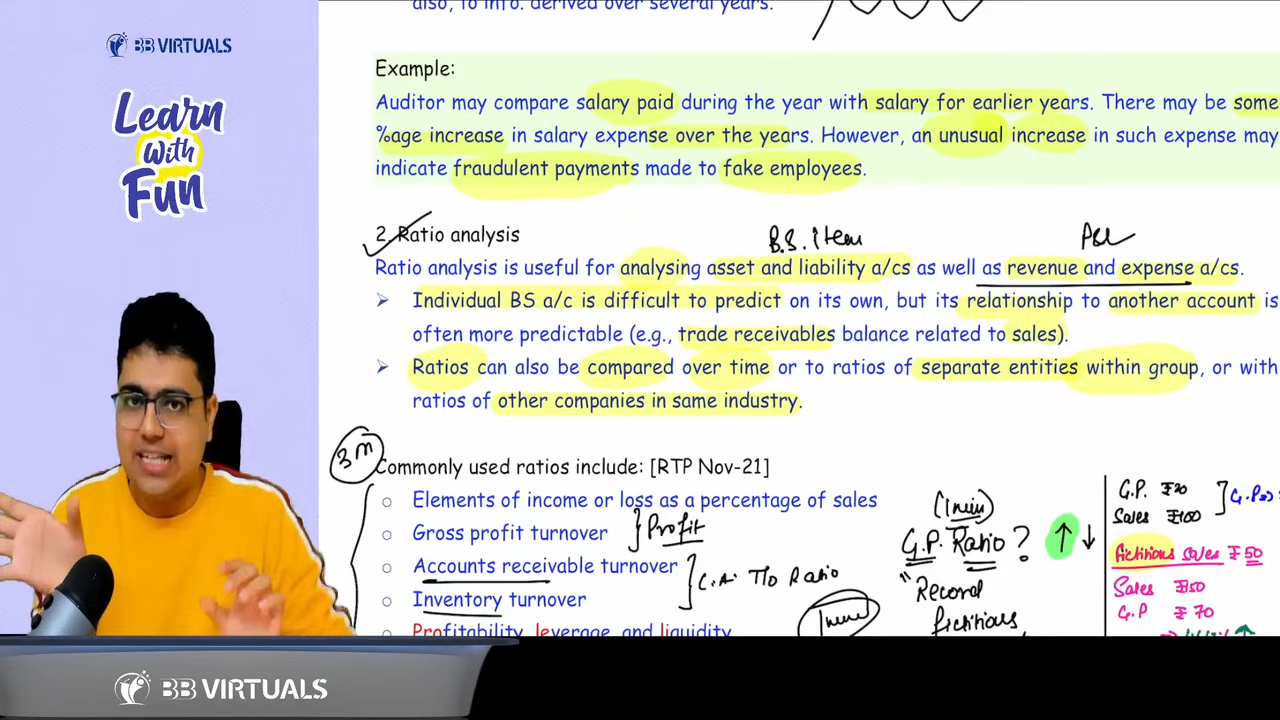 BB VIRTUALS
Learn
With
Fun
also, to info. derived over several years.
Example:
Auditor may compare salary paid during the year with salary for earlier years. There may be some
%age increase in salary expense over the years. However, an unusual increase in such expense may
indicate fraudulent payments made to fake employees.
2. Ratio analysis
B.S. Item
P&L
Ratio analysis is useful for analysing asset and liability a/cs as well as revenue and expense a/cs.
➢ Individual BS a/c is difficult to predict on its own, but its relationship to another account is
often more predictable (e.g., trade receivables balance related to sales).
➢ Ratios can also be compared over time or to ratios of separate entities within group, or with
ratios of other companies in same industry.
3m
Commonly used ratios include: [RTP Nov-21]
○ Elements of income or loss as a percentage of sales
○ Gross profit turnover
Profit
○ Accounts receivable turnover
C.A. T/o Ratio
○ Inventory turnover
○ Profitability, leverage, and liquidity
(1 min)
G.P. Ratio?
"Record
fictitious
G.P. ₹20
Sales ₹100
fictitious sales ₹ 50
Sales ₹150
G.P ₹ 70
BB VIRTUALS